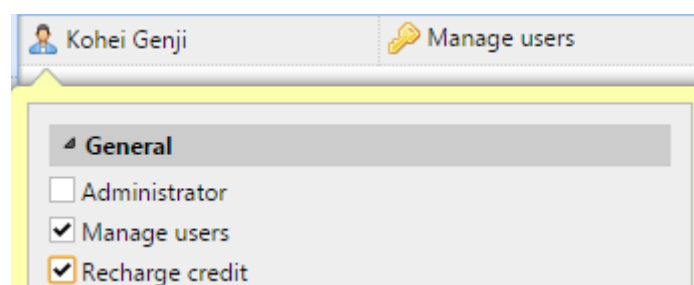 Kohei Genji Manage users
General
Administrator
Manage users
Recharge credit